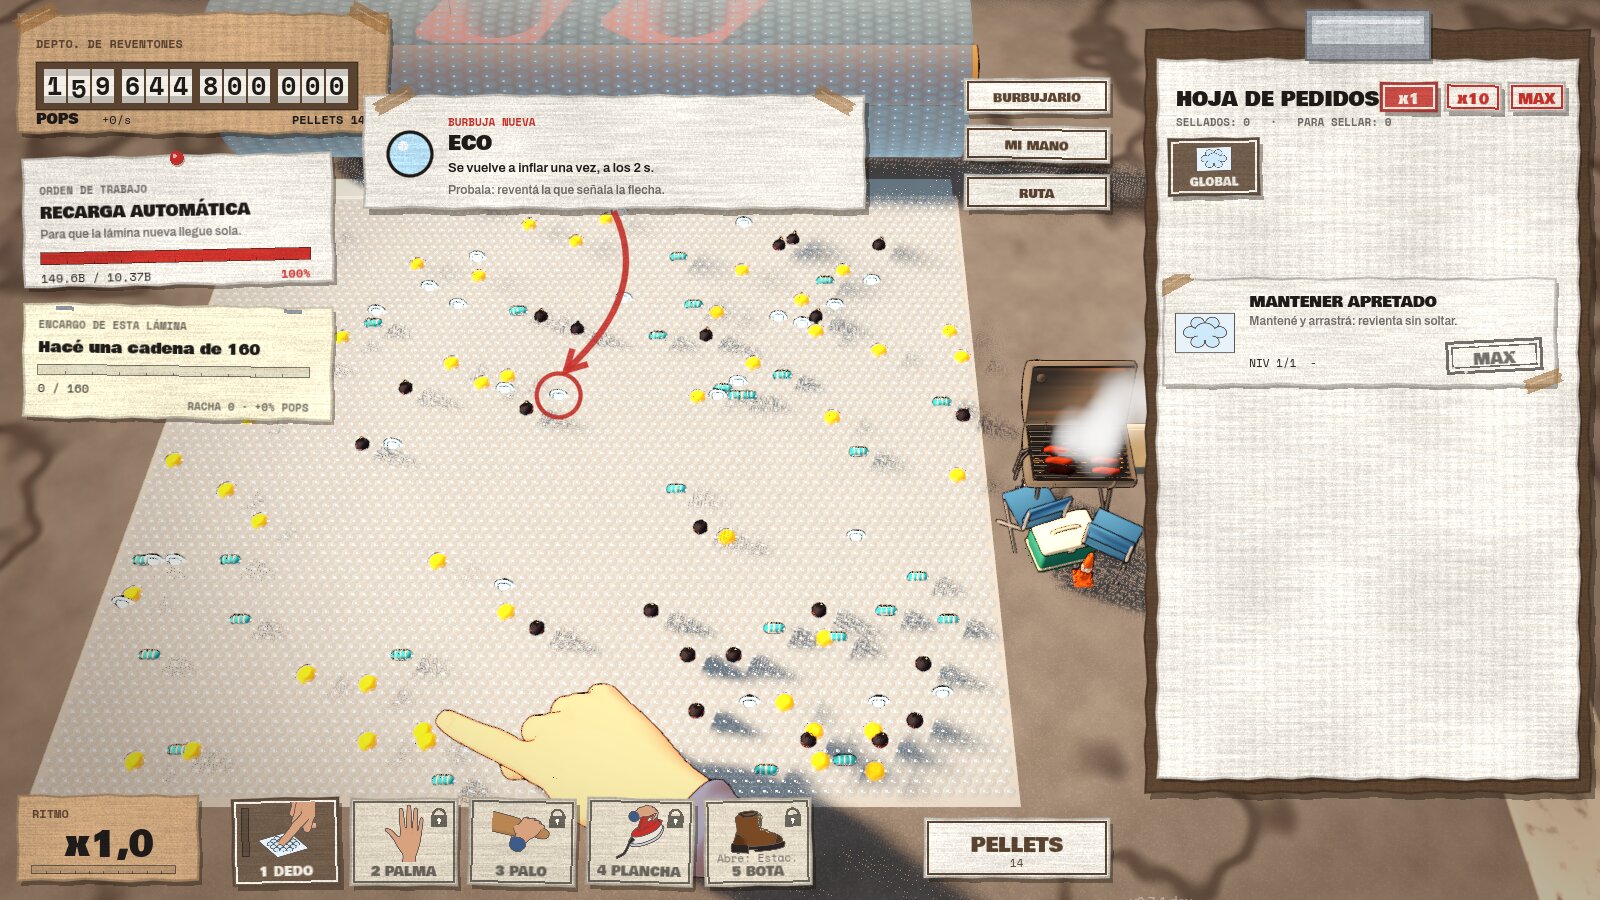 DEPTO. DE REVENTONES
159 644 800 000
POPS +0/s PELLETS 14
ORDEN DE TRABAJO
RECARGA AUTOMÁTICA
Para que la lámina nueva llegue sola.
149.6B / 10.37B 100%
ENCARGO DE ESTA LÁMINA
Hacé una cadena de 160
0 / 160
RACHA 0 · +0% POPS
BURBUJA NUEVA
ECO
Se vuelve a inflar una vez, a los 2 s.
Probala: reventá la que señala la flecha.
BURBUJARIO
MI MANO
RUTA
HOJA DE PEDIDOS x1 x10 MAX
SELLADOS: 0 · PARA SELLAR: 0
GLOBAL
MANTENER APRETADO
Mantené y arrastrá: revienta sin soltar.
NIV 1/1 -
MAX
RITMO
x1,0
1 DEDO
2 PALMA
3 PALO
4 PLANCHA
Abre: Estac.
5 BOTA
PELLETS
14